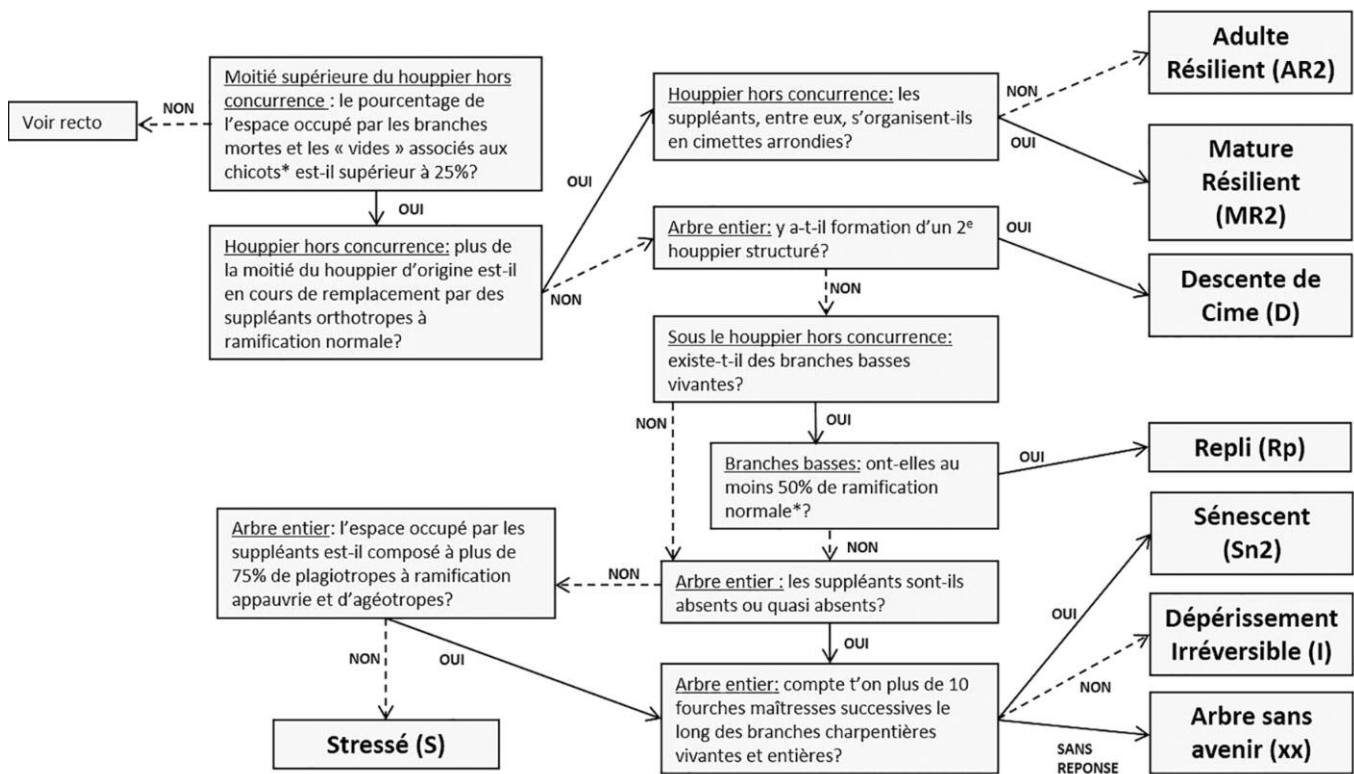 Moitié supérieure du houppier hors
concurrence : le pourcentage de
l'espace occupé par les branches
mortes et les « vides » associés aux
chicots* est-il supérieur à 25%?
NON
Voir recto
OUI
Houppier hors concurrence: plus de
la moitié du houppier d'origine est-il
en cours de remplacement par des
suppléants orthotropes à
ramification normale?
OUI
NON
Houppier hors concurrence: les
suppléants, entre eux, s'organisent-ils
en cimettes arrondies?
NON
OUI
Adulte
Résilient (AR2)
Mature
Résilient
(MR2)
Arbre entier: y a-t-il formation d'un 2e
houppier structuré?
OUI
NON
Descente de
Cime (D)
Sous le houppier hors concurrence:
existe-t-il des branches basses
vivantes?
NON
OUI
Branches basses: ont-elles au
moins 50% de ramification
normale*?
OUI
NON
Repli (Rp)
Arbre entier : les suppléants sont-ils
absents ou quasi absents?
NON
OUI
Arbre entier: l'espace occupé par les
suppléants est-il composé à plus de
75% de plagiotropes à ramification
appauvrie et d'agéotropes?
NON
OUI
Stressé (S)
Arbre entier: compte t'on plus de 10
fourches maîtresses successives le
long des branches charpentières
vivantes et entières?
OUI
NON
SANS
REPONSE
Sénescent
(Sn2)
Dépérissement
Irréversible (I)
Arbre sans
avenir (xx)